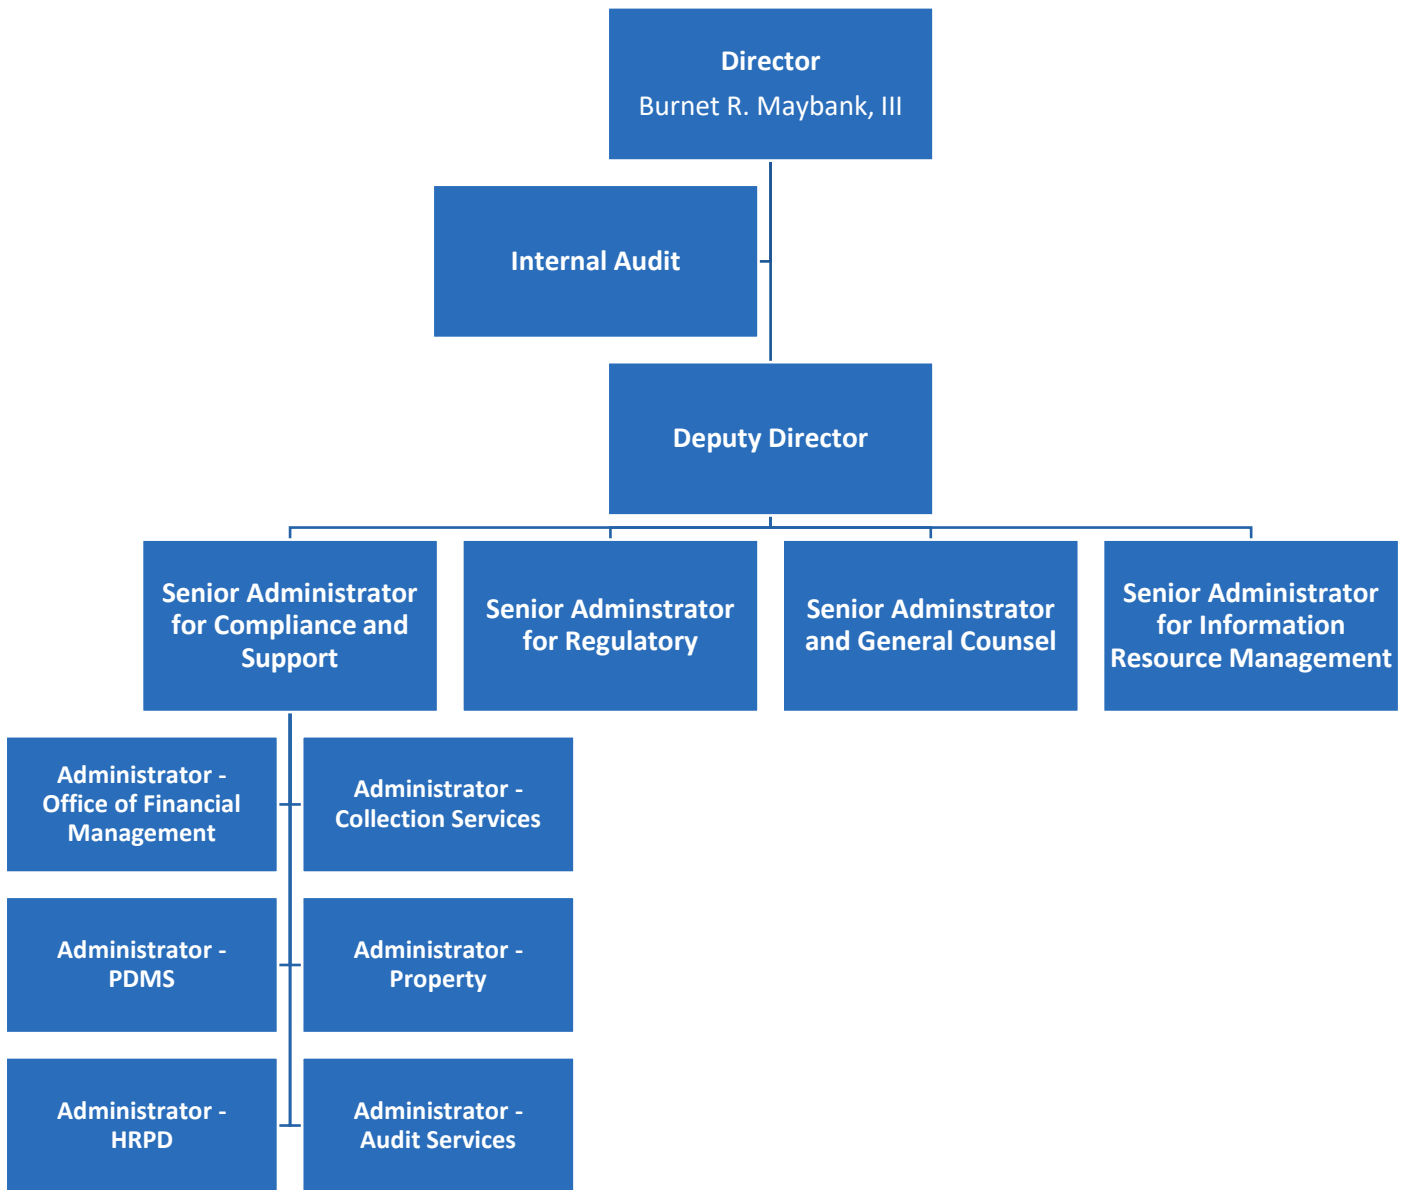 Director
Burnet R. Maybank, III
Internal Audit
Deputy Director
Senior Administrator
for Compliance and
Support
Senior Adminstrator
for Regulatory
Senior Adminstrator
and General Counsel
Senior Administrator
for Information
Resource Management
Administrator -
Office of Financial
Management
Administrator -
Collection Services
Administrator -
PDMS
Administrator -
Property
Administrator -
HRPD
Administrator -
Audit Services